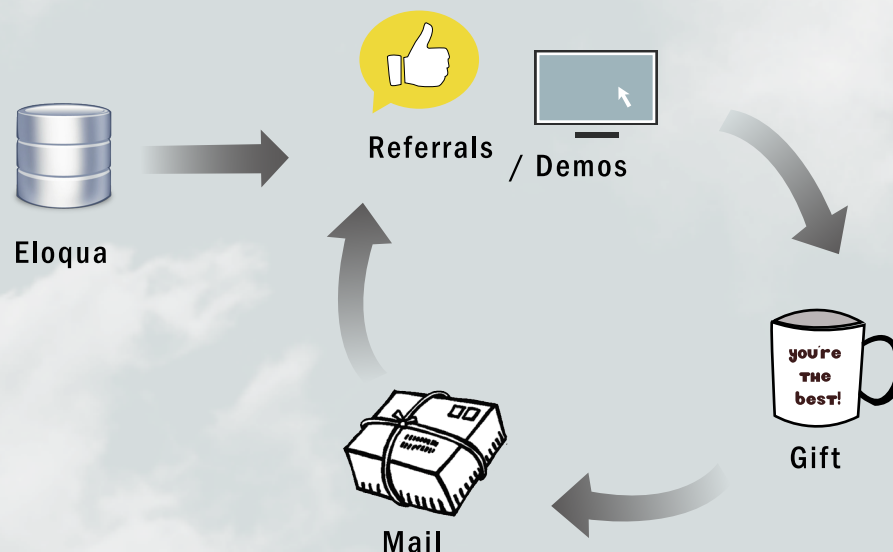 Referrals
/ Demos
Eloqua
you're
THE
best!
Gift
Mail